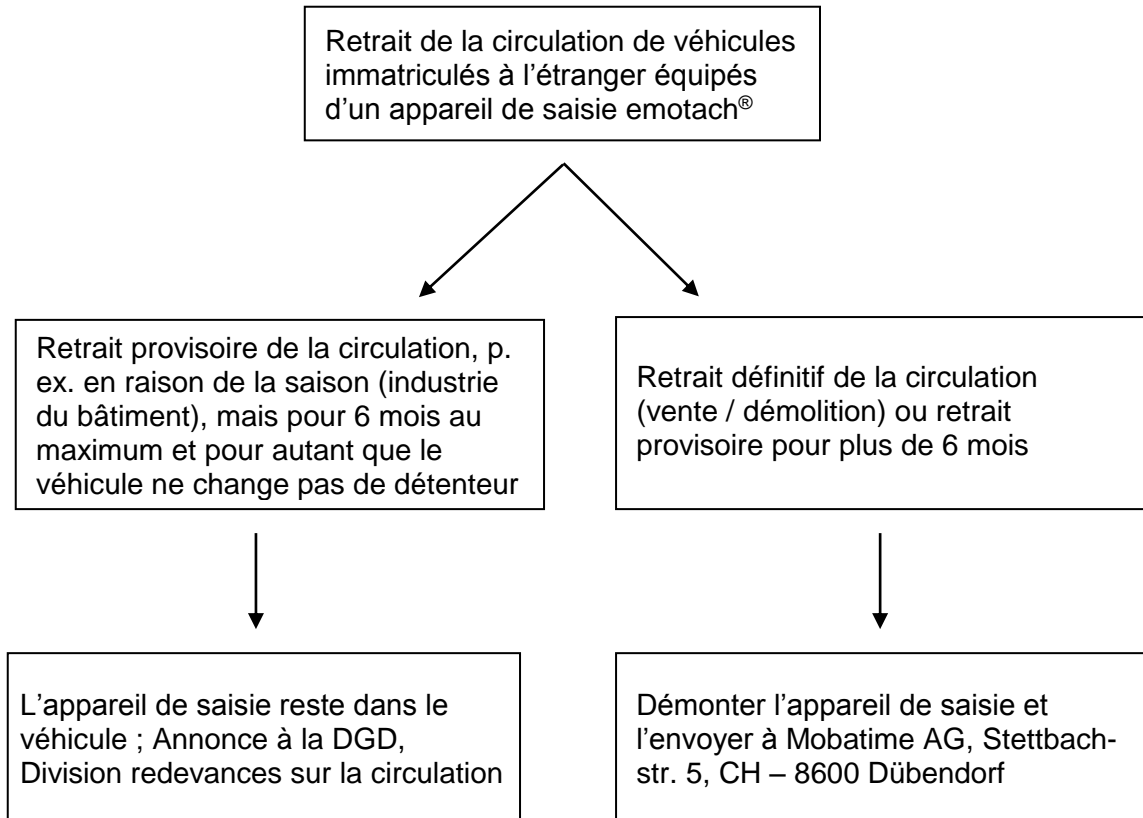 Retrait de la circulation de véhicules
immatriculés à l’étranger équipés
d’un appareil de saisie emotach®
Retrait provisoire de la circulation, p.
ex. en raison de la saison (industrie
du bâtiment), mais pour 6 mois au
maximum et pour autant que le
véhicule ne change pas de détenteur
Retrait définitif de la circulation
(vente / démolition) ou retrait
provisoire pour plus de 6 mois
L’appareil de saisie reste dans le
véhicule ; Annonce à la DGD,
Division redevances sur la circulation
Démonter l’appareil de saisie et
l’envoyer à Mobatime AG, Stettbach-
str. 5, CH – 8600 Dübendorf